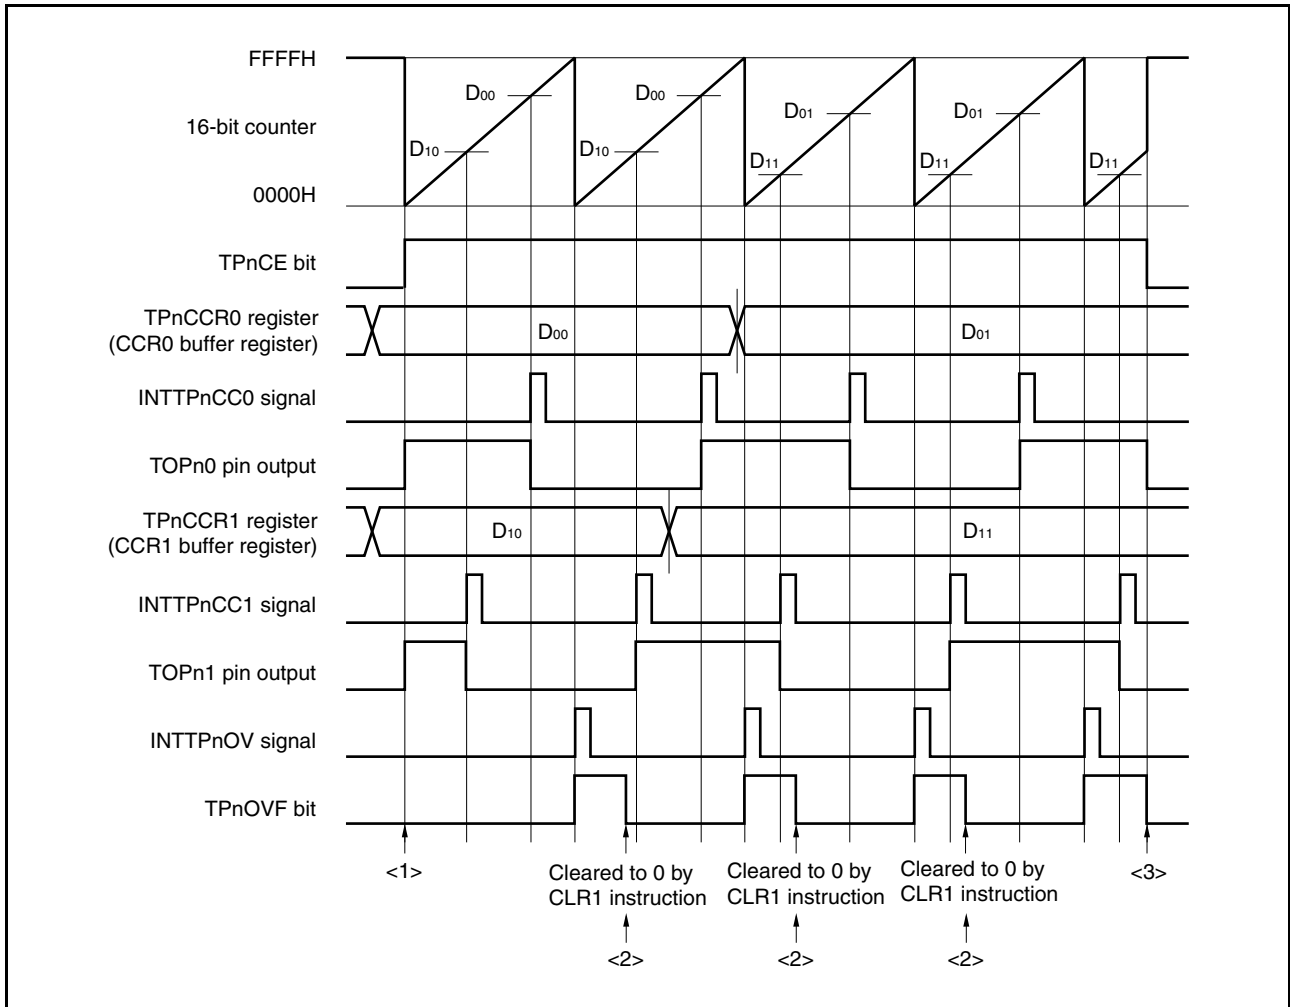 FFFFH
D00
D00
D01
D01
16-bit counter
D10
D10
D11
D11
D11
0000H
TPnCE bit
TPnCCR0 register
(CCR0 buffer register)
D00
D01
INTTPnCC0 signal
TOPn0 pin output
TPnCCR1 register
(CCR1 buffer register)
D10
D11
INTTPnCC1 signal
TOPn1 pin output
INTTPnOV signal
TPnOVF bit
<1>
Cleared to 0 by
CLR1 instruction
Cleared to 0 by
CLR1 instruction
Cleared to 0 by
CLR1 instruction
<3>
<2>
<2>
<2>